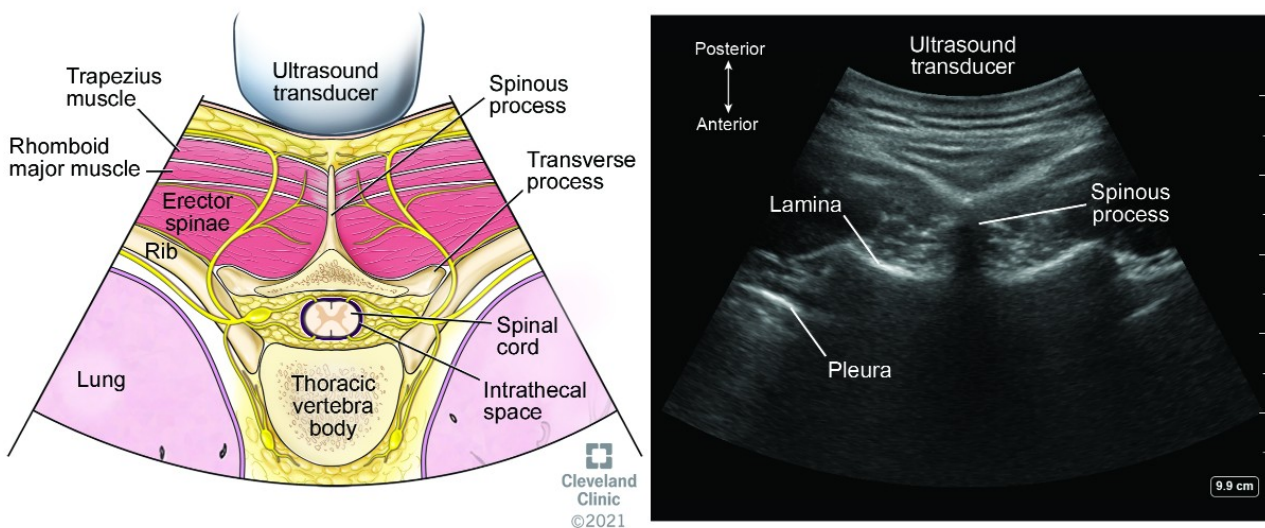 Ultrasound
transducer
Trapezius
muscle
Spinous
process
Rhomboid
major muscle
Transverse
process
Erector
spinae
Rib
Spinal
cord
Lung
Thoracic
vertebra
body
Intrathecal
space
Cleveland
Clinic
©2021
Posterior
Anterior
Ultrasound
transducer
Lamina
Spinous
process
Pleura
9.9 cm